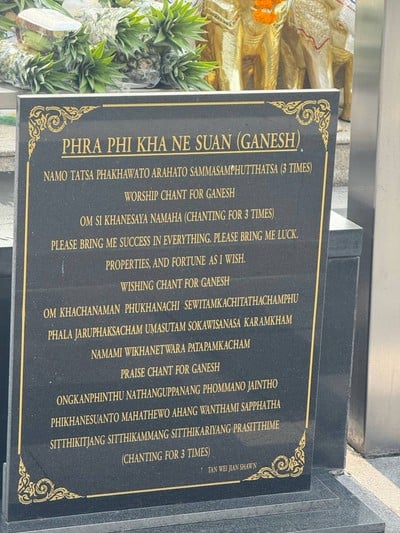 PHRA PHI KHA NE SUAN (GANESH)
NAMO TATSA PHAKHAWATO ARAHATO SAMMASAMPHUTTHATSA (3 TIMES)
WORSHIP CHANT FOR GANESH
OM SI KHANESAYA NAMAHA (CHANTING FOR 3 TIMES)
PLEASE BRING ME SUCCESS IN EVERYTHING. PLEASE BRING ME LUCK.
PROPERTIES, AND FORTUNE AS I WISH.
WISHING CHANT FOR GANESH
OM KHACHANAMAN PHUKHANACHI SEWITAMKACHITATHACHAMPHU
PHALA JARUPHAKSACHAM UMASUTAM SOKAWISANASA KARAMKHAM
NAMAMI WIKHANETWARA PATAPAMKACHAM
PRAISE CHANT FOR GANESH
ONGKANPHINTHU NATHANGUPPANANG PHOMMANO JAINTHO
PHIKHANESUANTO MAHATHEWO AHANG WANTHAMI SAPPHATHA
SITTHIKITJANG SITTHIKAMMANG SITTHIKARIYANG PRASITTHIME
(CHANTING FOR 3 TIMES)
TAN WEI JIAN SHAWN